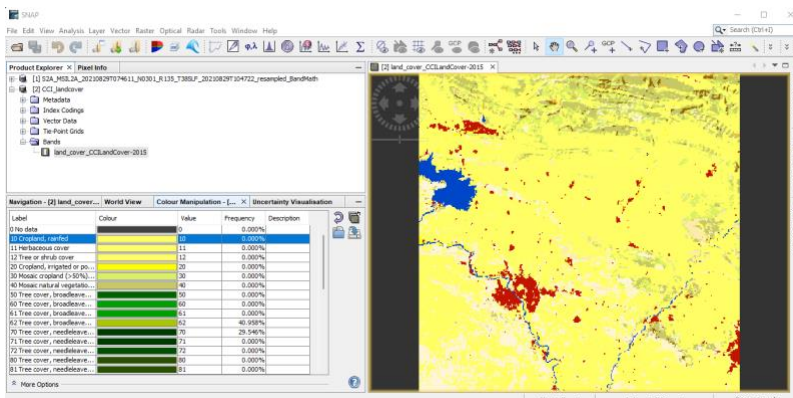 SNAP
File Edit View Analysis Layer Vector Raster Optical Radar Tools Window Help
Search (Ctrl+I)
GCP
Product Explorer × Pixel Info
[1] S2A_MSIL2A_20210829T074611_N0301_R135_T38SLF_20210829T104722_resampled_BandMath
[2] CCI_landcover
Metadata
Index Codings
Vector Data
Tie-Point Grids
Bands
land_cover_CCILandCover-2015
[2] land_cover_CCILandCover-2015 ×
Navigation - [2] land_cover... World View Colour Manipulation - [... × Uncertainty Visualisation
Label Colour Value Frequency Description
0 No data 0 0.000%
10 Cropland, rainfed 10 0.000%
11 Herbaceous cover 11 0.000%
12 Tree or shrub cover 12 0.000%
20 Cropland, irrigated or po... 20 0.000%
30 Mosaic cropland (>50%)... 30 0.000%
40 Mosaic natural vegetatio... 40 0.000%
50 Tree cover, broadleave... 50 0.000%
60 Tree cover, broadleave... 60 0.000%
61 Tree cover, broadleave... 61 0.000%
62 Tree cover, broadleave... 62 40.958%
70 Tree cover, needleleave... 70 29.546%
71 Tree cover, needleleave... 71 0.000%
72 Tree cover, needleleave... 72 0.000%
80 Tree cover, needleleave... 80 0.000%
81 Tree cover, needleleave... 81 0.000%
More Options